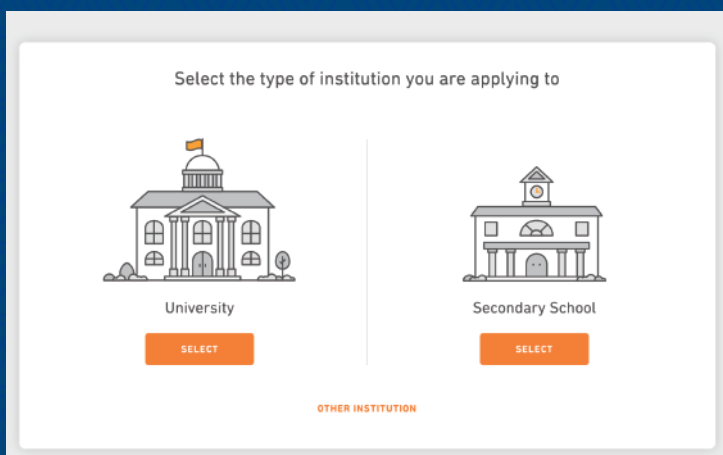 Select the type of institution you are applying to
University
Secondary School
SELECT
SELECT
OTHER INSTITUTION